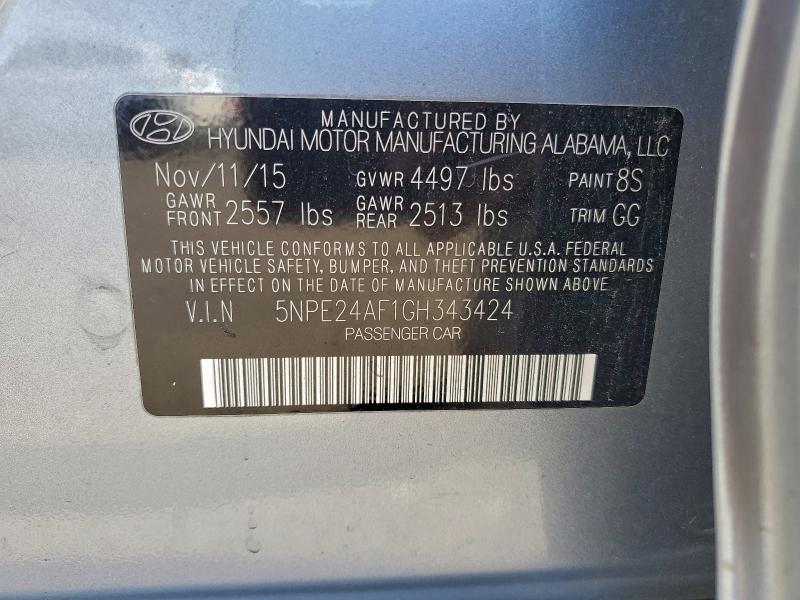 MANUFACTURED BY
HYUNDAI MOTOR MANUFACTURING ALABAMA, LLC
Nov/11/15 GVWR 4497 lbs PAINT 8S
GAWR FRONT 2557 lbs GAWR REAR 2513 lbs TRIM GG
THIS VEHICLE CONFORMS TO ALL APPLICABLE U.S.A. FEDERAL
MOTOR VEHICLE SAFETY, BUMPER, AND THEFT PREVENTION STANDARDS
IN EFFECT ON THE DATE OF MANUFACTURE SHOWN ABOVE.
V.I.N 5NPE24AF1GH343424
PASSENGER CAR